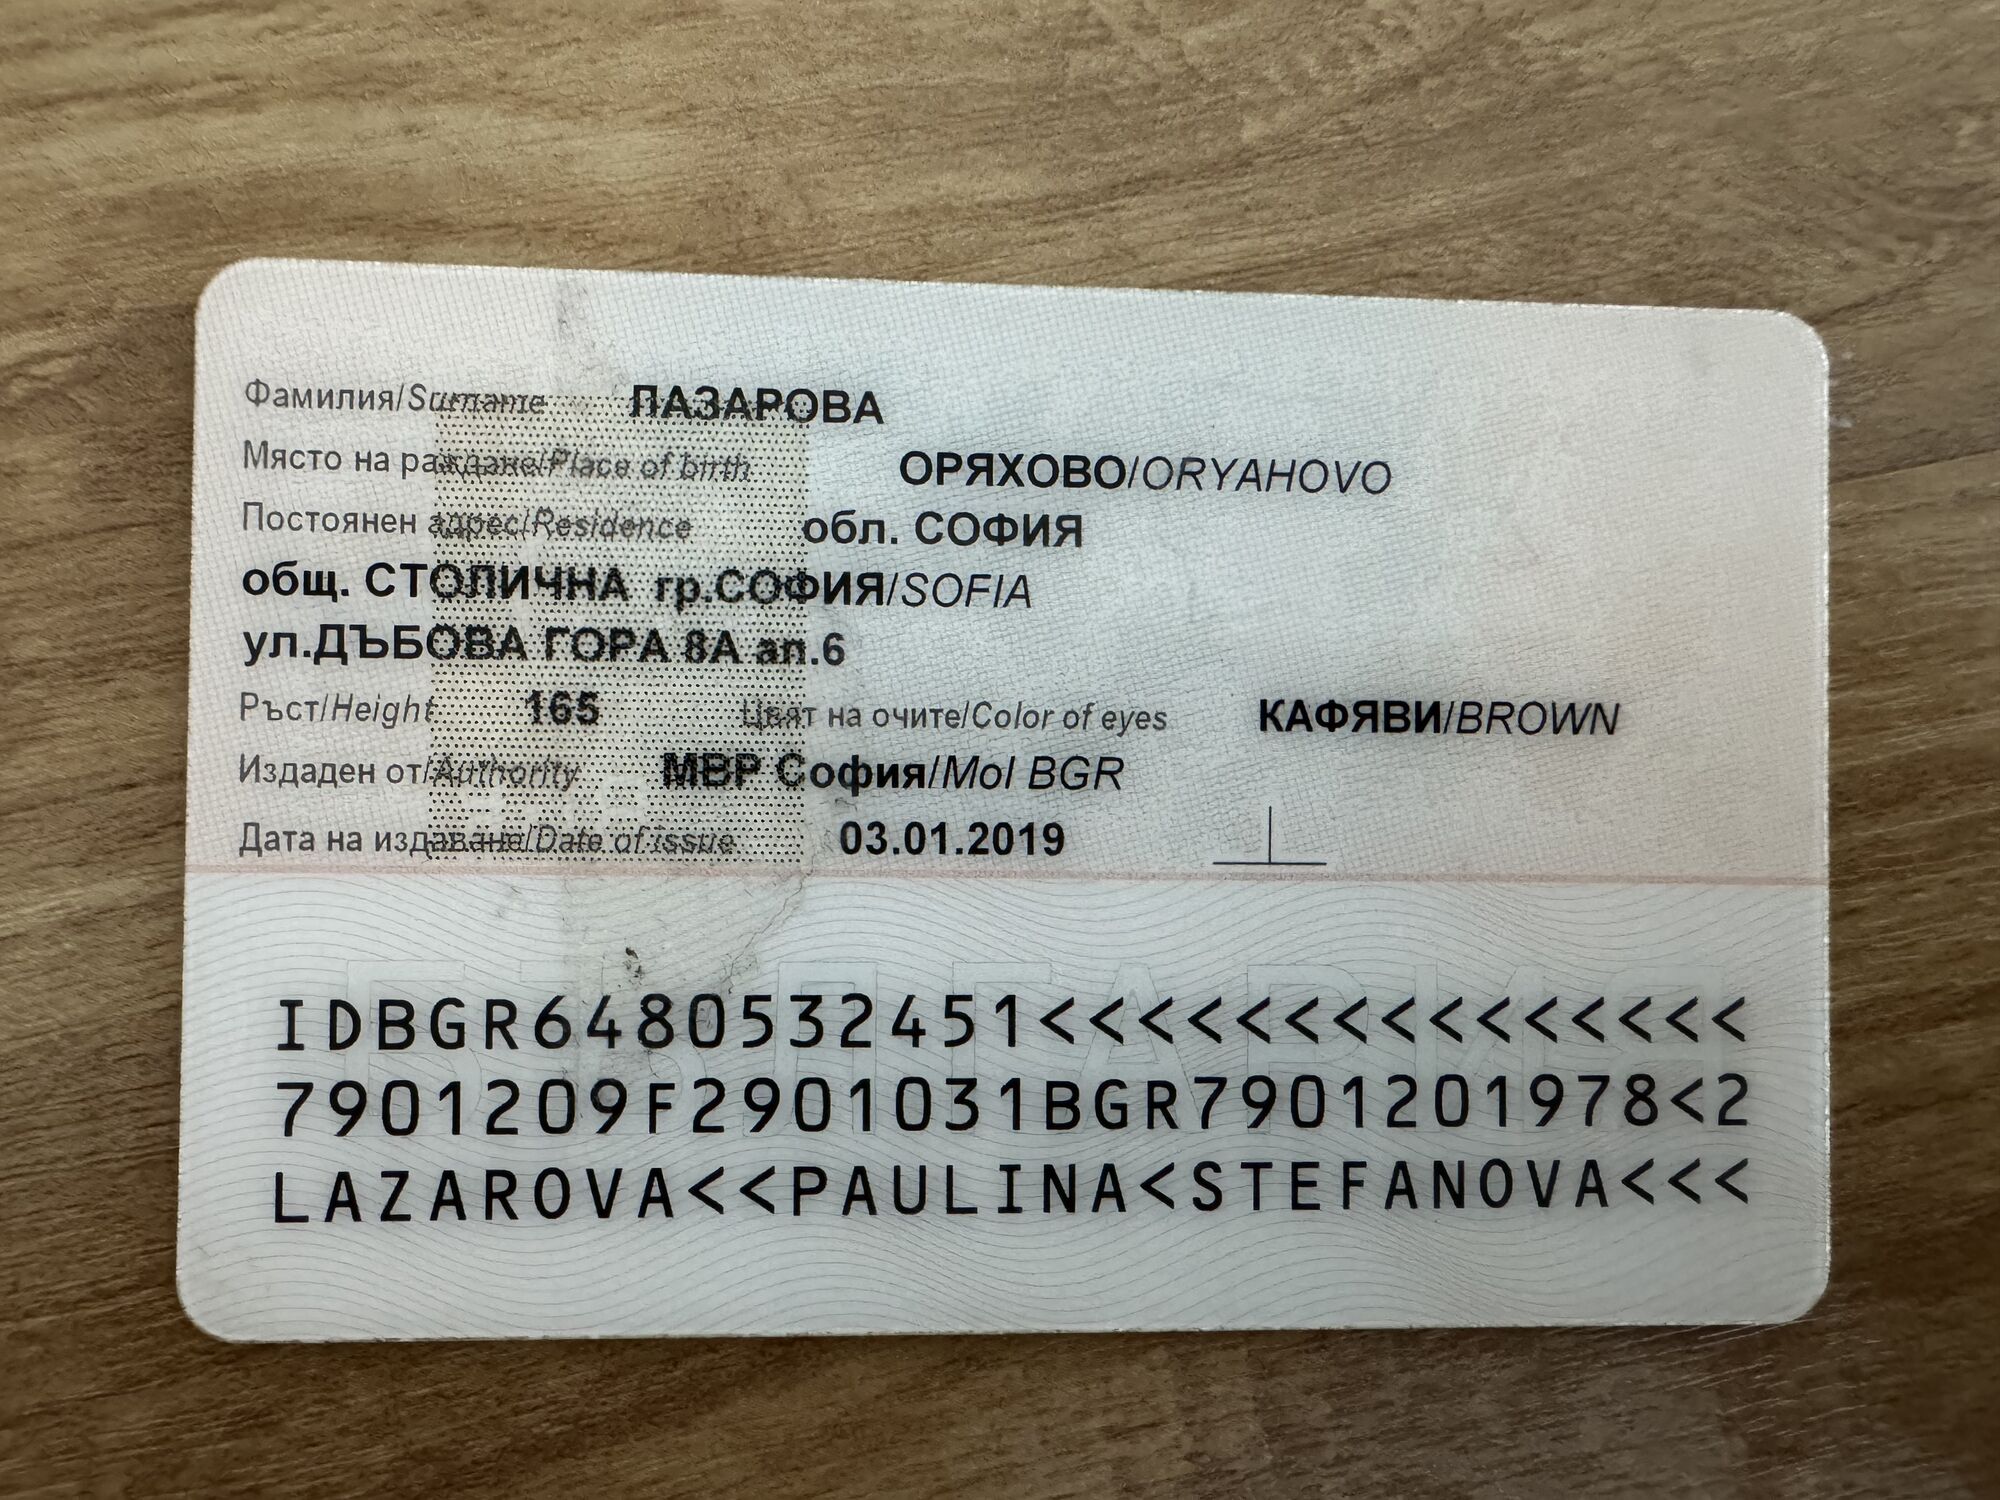 Фамилия/Surname ЛАЗАРОВА
Място на раждане/Place of birth ОРЯХОВО/ORYAHOVO
Постоянен адрес/Residence обл. СОФИЯ
общ. СТОЛИЧНА гр.СОФИЯ/SOFIA
ул.ДЪБОВА ГОРА 8А ап.6
Ръст/Height 165 Цвят на очите/Color of eyes КАФЯВИ/BROWN
Издаден от/Authority МВР София/MoI BGR
Дата на издаване/Date of issue 03.01.2019
БЪЛГАРИЯ
IDBGR6480532451<<<<<<<<<<<<<<<
7901209F2901031BGR7901201978<2
LAZAROVA<<PAULINA<STEFANOVA<<<